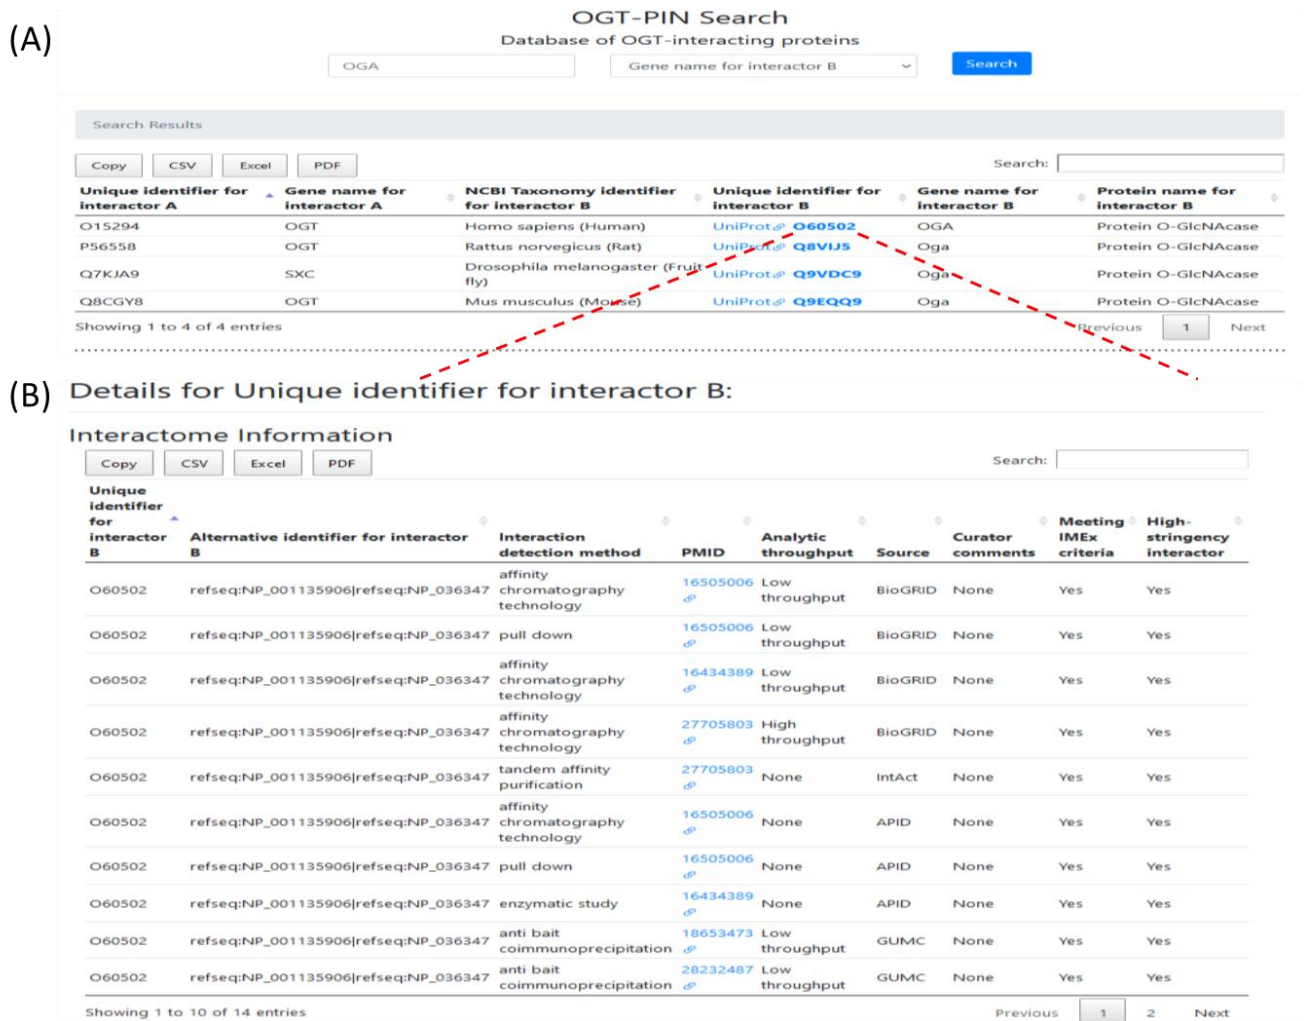 (A)
OGT-PIN Search
Database of OGT-interacting proteins
OGA Gene name for interactor B Search
Search Results
Copy CSV Excel PDF Search:
Unique identifier for interactor A Gene name for interactor A NCBI Taxonomy identifier for interactor B Unique identifier for interactor B Gene name for interactor B Protein name for interactor B
O15294 OGT Homo sapiens (Human) UniProt O60502 OGA Protein O-GlcNAcase
P56558 OGT Rattus norvegicus (Rat) UniProt Q8VIJ5 Oga Protein O-GlcNAcase
Q7KJA9 SXC Drosophila melanogaster (Fruit fly) UniProt Q9VDC9 Oga Protein O-GlcNAcase
Q8CGY8 OGT Mus musculus (Mouse) UniProt Q9EQQ9 Oga Protein O-GlcNAcase
Showing 1 to 4 of 4 entries Previous 1 Next
(B)
Details for Unique identifier for interactor B:
Interactome Information
Copy CSV Excel PDF Search:
Unique identifier for interactor B Alternative identifier for interactor B Interaction detection method PMID Analytic throughput Source Curator comments Meeting IMEx criteria High-stringency interactor
O60502 refseq:NP_001135906|refseq:NP_036347 affinity chromatography technology 16505006 Low throughput BioGRID None Yes Yes
O60502 refseq:NP_001135906|refseq:NP_036347 pull down 16505006 Low throughput BioGRID None Yes Yes
O60502 refseq:NP_001135906|refseq:NP_036347 affinity chromatography technology 16434389 Low throughput BioGRID None Yes Yes
O60502 refseq:NP_001135906|refseq:NP_036347 affinity chromatography technology 27705803 High throughput BioGRID None Yes Yes
O60502 refseq:NP_001135906|refseq:NP_036347 tandem affinity purification 27705803 None IntAct None Yes Yes
O60502 refseq:NP_001135906|refseq:NP_036347 affinity chromatography technology 16505006 None APID None Yes Yes
O60502 refseq:NP_001135906|refseq:NP_036347 pull down 16505006 None APID None Yes Yes
O60502 refseq:NP_001135906|refseq:NP_036347 enzymatic study 16434389 None APID None Yes Yes
O60502 refseq:NP_001135906|refseq:NP_036347 anti bait coimmunoprecipitation 18653473 Low throughput GUMC None Yes Yes
O60502 refseq:NP_001135906|refseq:NP_036347 anti bait coimmunoprecipitation 28232487 Low throughput GUMC None Yes Yes
Showing 1 to 10 of 14 entries Previous 1 2 Next